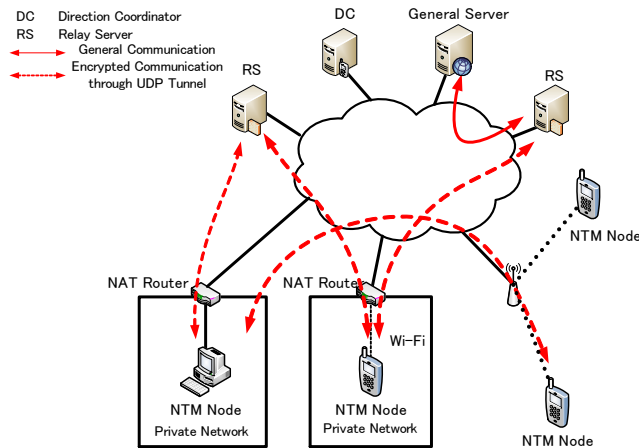 DC Direction Coordinator
RS Relay Server
General Communication
Encrypted Communication
through UDP Tunnel
DC
General Server
RS
RS
NTM Node
NAT Router
NAT Route
Wi-Fi
NTM Node
Private Network
NTM Node
Private Network
NTM Node